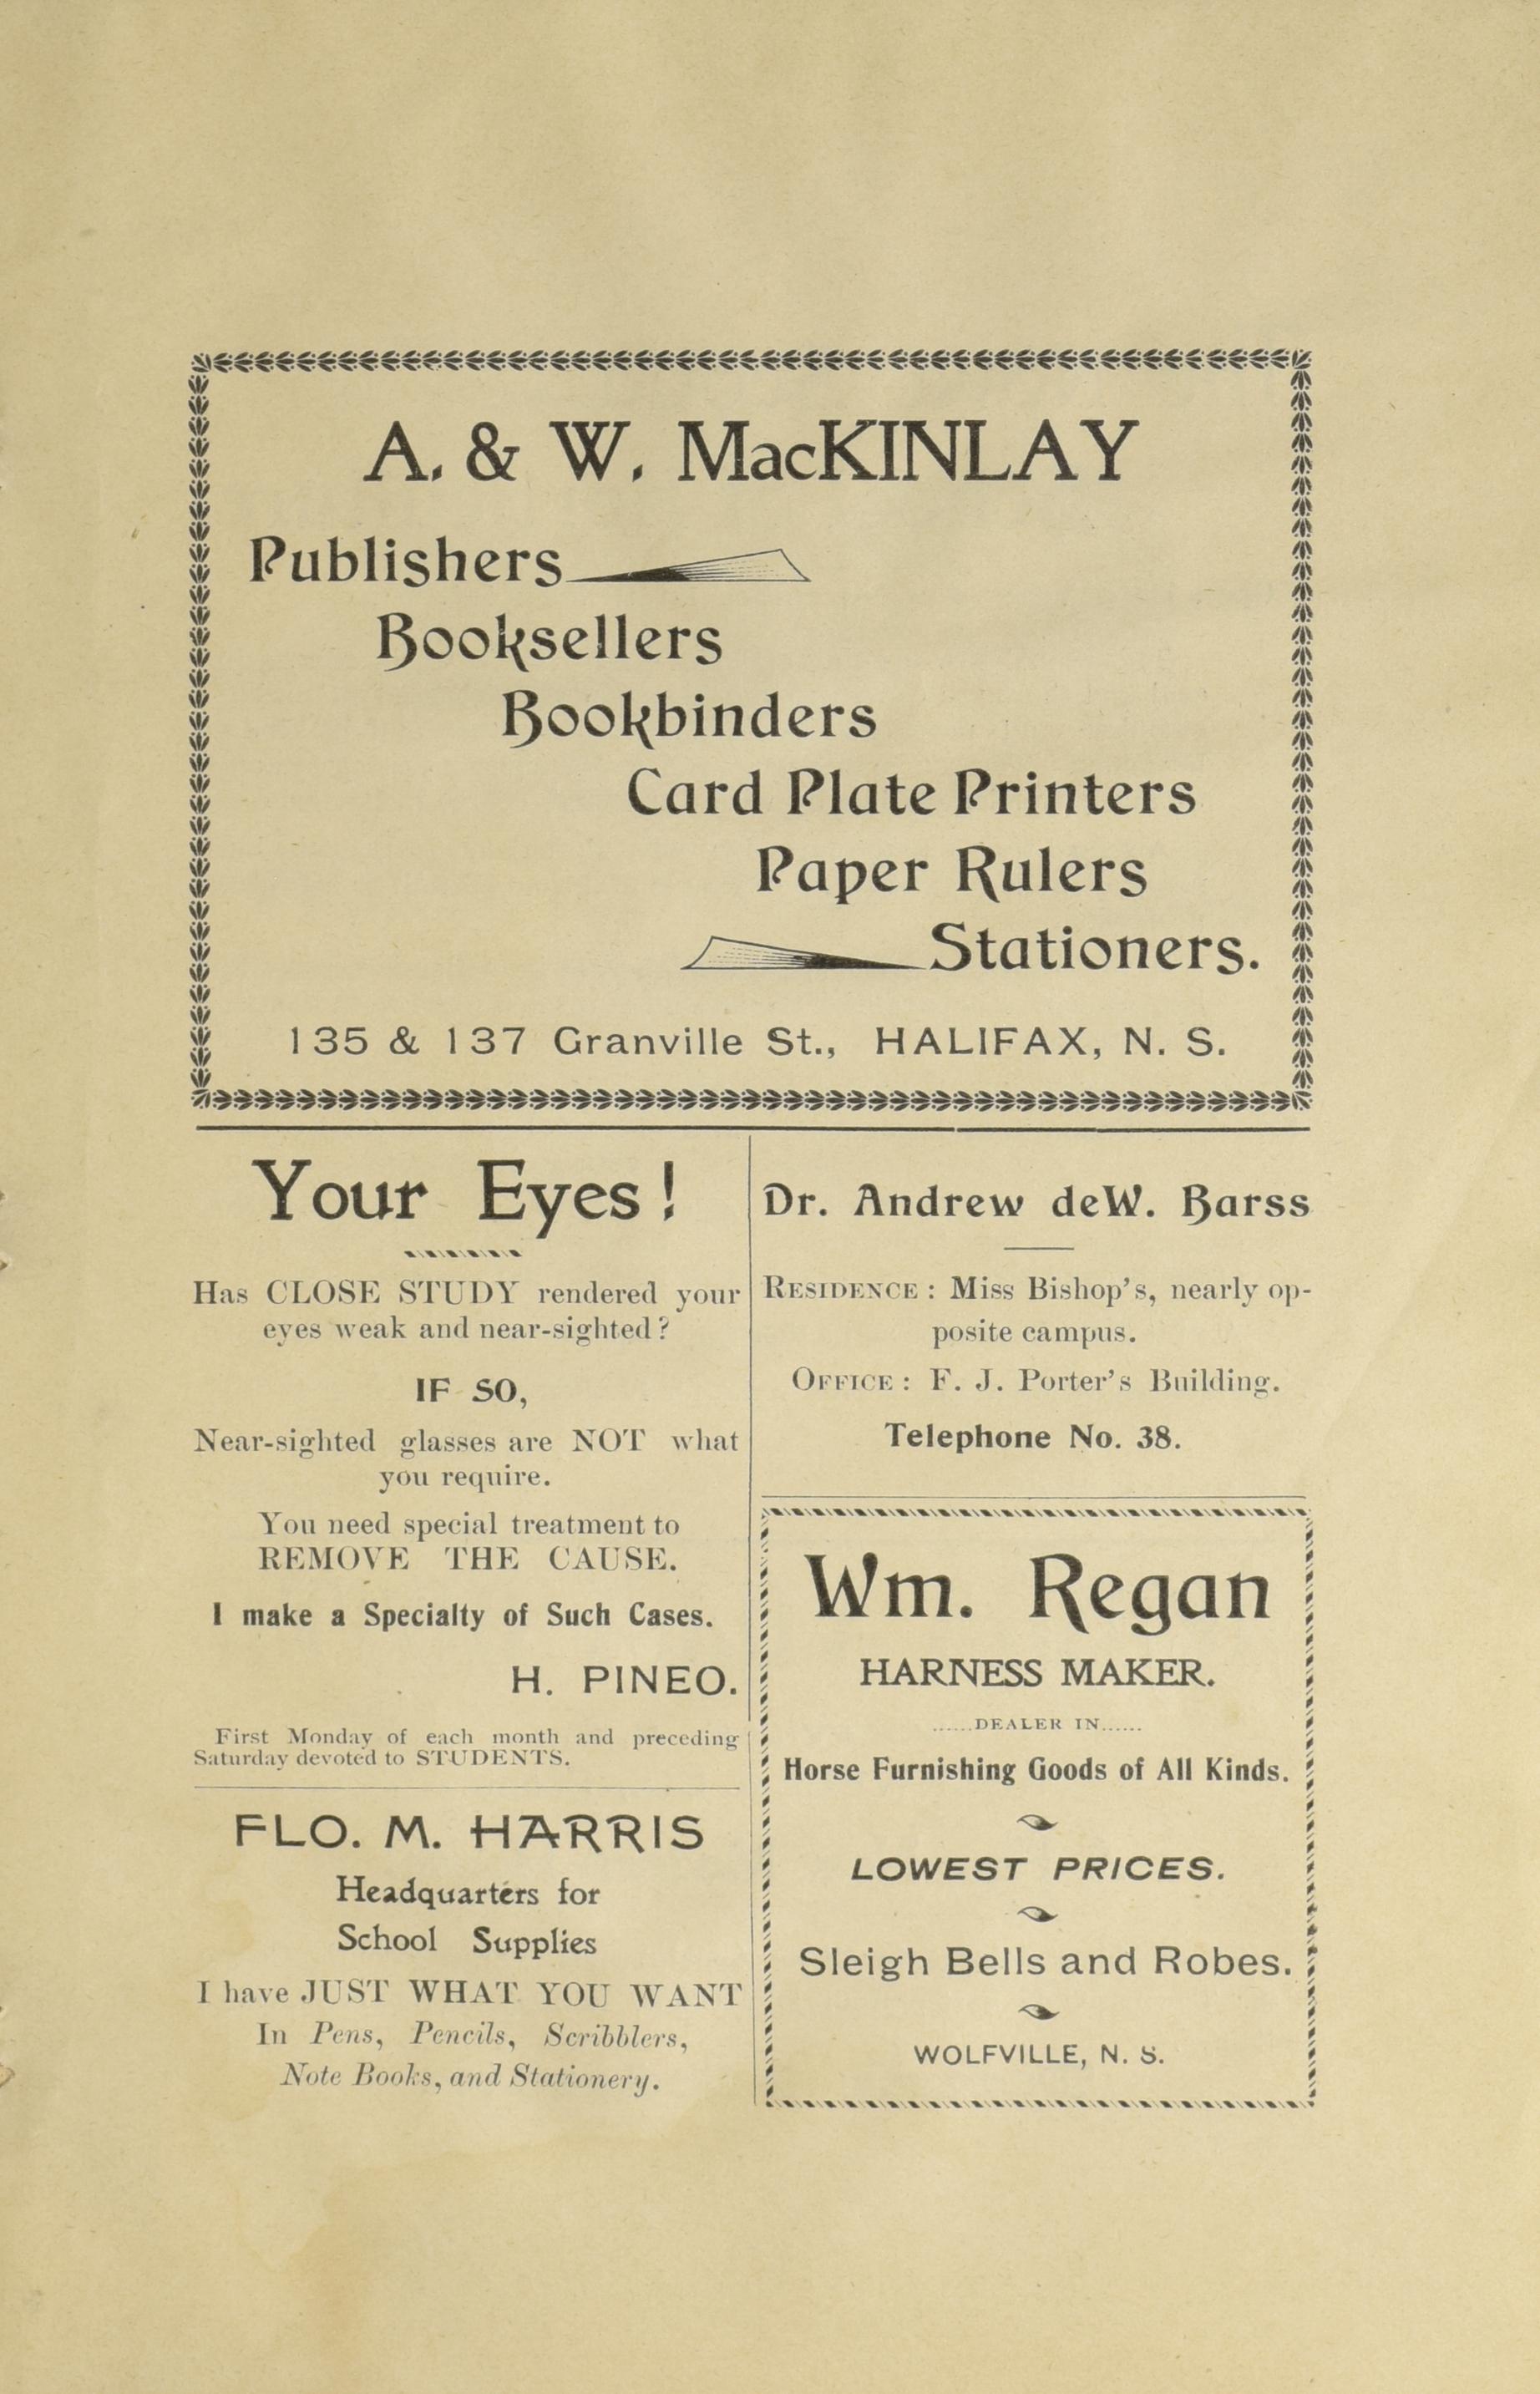 A. & W. MacKINLAY
Publishers
Booksellers
Bookbinders
Card Plate Printers
Paper Rulers
Stationers.
135 & 137 Granville St., HALIFAX, N. S.
Your Eyes!
Has CLOSE STUDY rendered your
eyes weak and near-sighted?
IF SO,
Near-sighted glasses are NOT what
you require.
You need special treatment to
REMOVE THE CAUSE.
I make a Specialty of Such Cases.
H. PINEO.
First Monday of each month and preceding
Saturday devoted to STUDENTS.
FLO. M. HARRIS
Headquarters for
School Supplies
I have JUST WHAT YOU WANT
In Pens, Pencils, Scribblers,
Note Books, and Stationery.
Dr. Andrew deW. Barss
RESIDENCE: Miss Bishop's, nearly op-
posite campus.
OFFICE: F. J. Porter's Building.
Telephone No. 38.
Wm. Regan
HARNESS MAKER.
......DEALER IN......
Horse Furnishing Goods of All Kinds.
LOWEST PRICES.
Sleigh Bells and Robes.
WOLFVILLE, N. S.